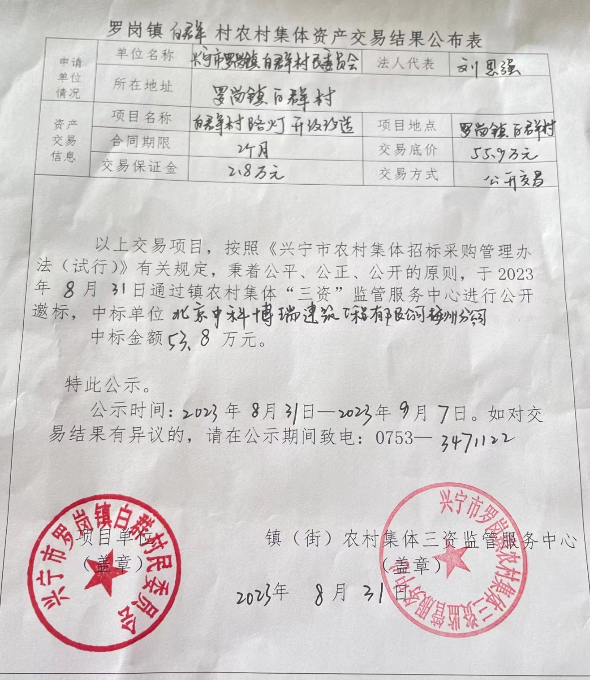 罗岗镇白群村农村集体资产交易结果公布表
申请单位情况 单位名称 兴宁市罗岗镇白群村民委员会 法人代表 刘思强
所在地址 罗岗镇白群村
资产交易信息 项目名称 白群村路灯升级改造 项目地点 罗岗镇白群村
合同期限 2个月 交易底价 55.9万元
交易保证金 2.8万元 交易方式 公开交易
以上交易项目，按照《兴宁市农村集体招标采购管理办
法（试行）》有关规定，秉着公平、公正、公开的原则，于2023
年8月31日通过镇农村集体“三资”监管服务中心进行公开
邀标，中标单位北京中科博瑞建筑工程有限公司梅州分公司
中标金额53.8万元。
特此公示。
公示时间：2023年8月31日—2023年9月7日。如对交
易结果有异议的，请在公示期间致电：0753—3471122
项目单位 镇（街）农村集体三资监管服务中心
（盖章） （盖章）
2023年8月31日
兴宁市罗岗镇白群村民委员会
兴宁市罗岗镇农村集体三资监管服务中心